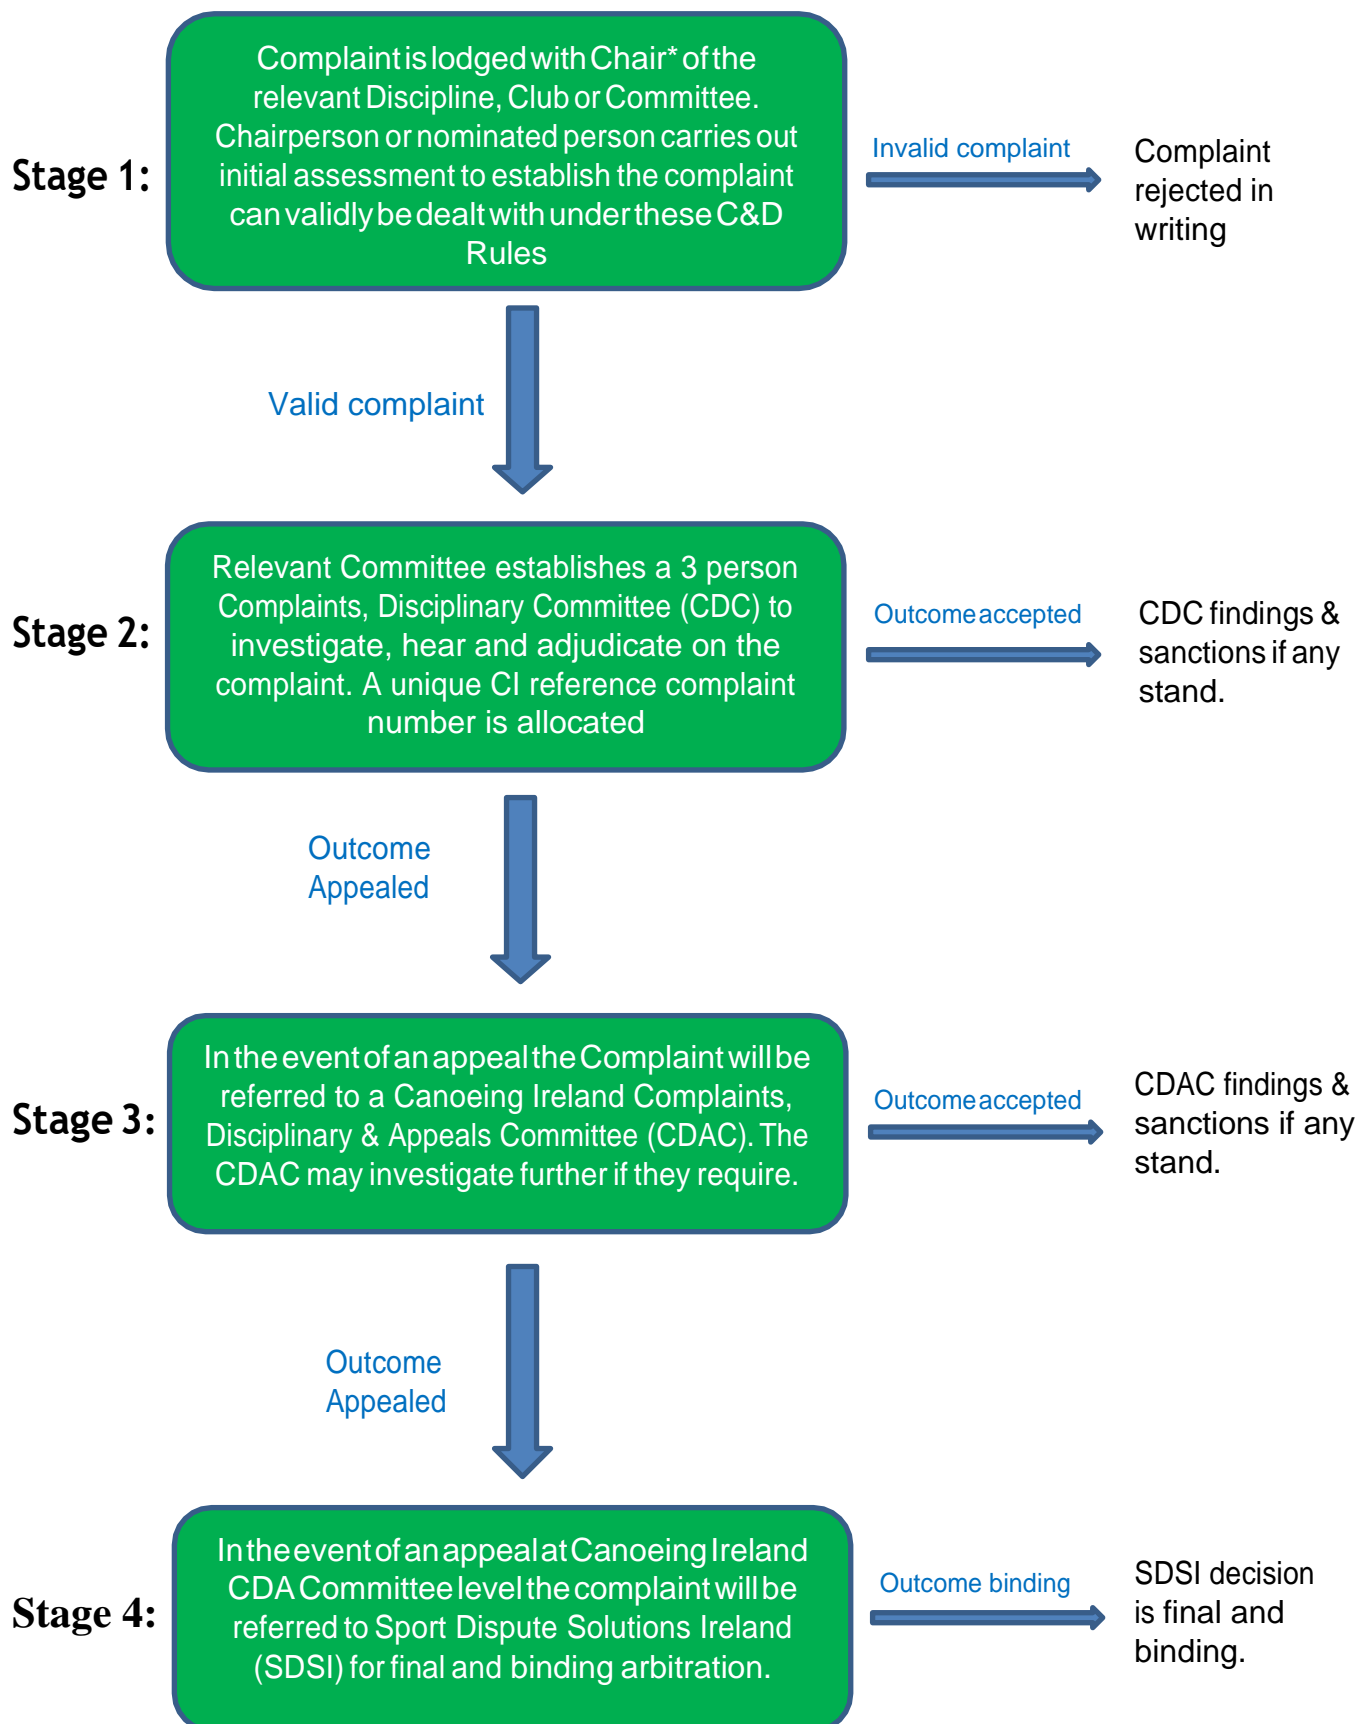 Complaint is lodged with Chair* of the
relevant Discipline, Club or Committee.
Chairperson or nominated person carries out
initial assessment to establish the complaint
can validly be dealt with under these C&D
Rules
Stage 1:
Invalid complaint
Complaint
rejected in
writing
Valid complaint
Relevant Committee establishes a 3 person
Complaints, Disciplinary Committee (CDC) to
investigate, hear and adjudicate on the
complaint. A unique CI reference complaint
number is allocated
Stage 2:
Outcome accepted
CDC findings &
sanctions if any
stand.
Outcome
Appealed
In the event of an appeal the Complaint will be
referred to a Canoeing Ireland Complaints,
Disciplinary & Appeals Committee (CDAC). The
CDAC may investigate further if they require.
Stage 3:
Outcome accepted
CDAC findings &
sanctions if any
stand.
Outcome
Appealed
In the event of an appeal at Canoeing Ireland
CDA Committee level the complaint will be
referred to Sport Dispute Solutions Ireland
(SDSI) for final and binding arbitration.
Stage 4:
Outcome binding
SDSI decision
is final and
binding.